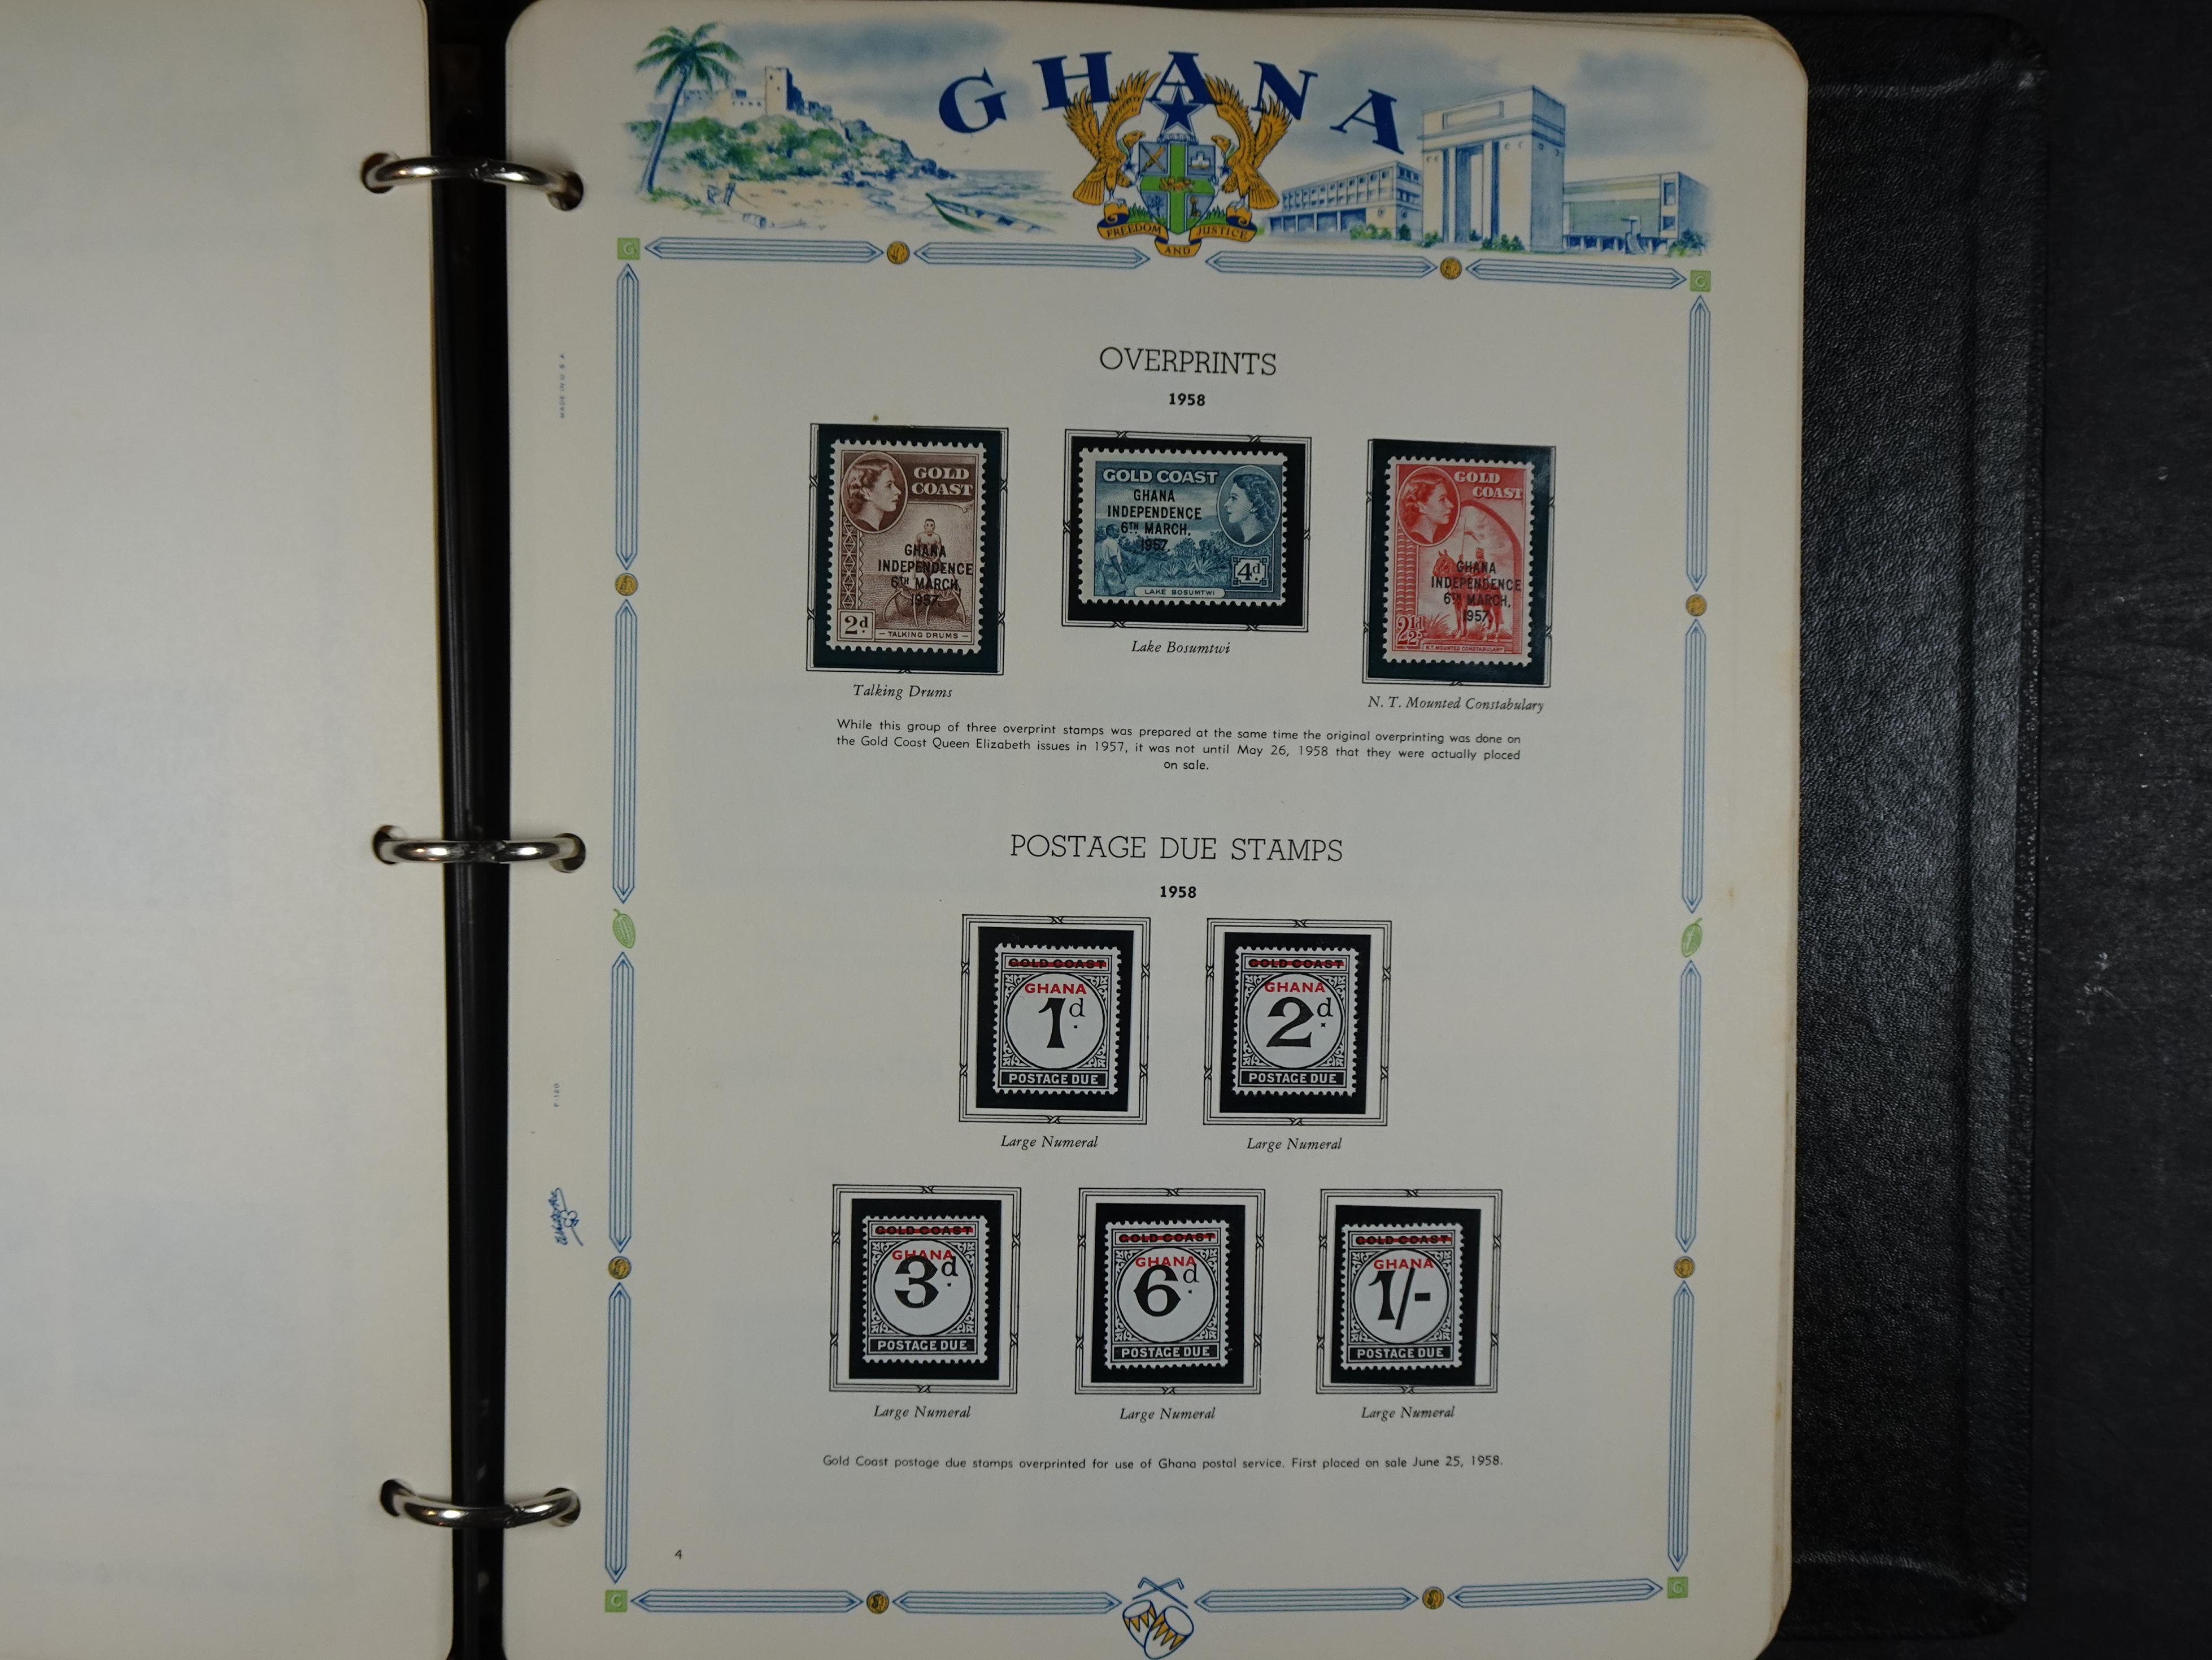 GHANA
FREEDOM AND JUSTICE
MADE IN U.S.A.
OVERPRINTS
1958
GOLD COAST
GHANA
INDEPENDENCE
6TH MARCH,
1957.
2d
TALKING DRUMS
Talking Drums
GOLD COAST
GHANA
INDEPENDENCE
6TH MARCH,
1957.
4d
LAKE BOSUMTWI
Lake Bosumtwi
GOLD COAST
GHANA
INDEPENDENCE
6TH MARCH,
1957.
2½d
N.T. MOUNTED CONSTABULARY
N. T. Mounted Constabulary
While this group of three overprint stamps was prepared at the same time the original overprinting was done on
the Gold Coast Queen Elizabeth issues in 1957, it was not until May 26, 1958 that they were actually placed
on sale.
POSTAGE DUE STAMPS
1958
GOLD COAST
GHANA
1d
POSTAGE DUE
Large Numeral
GOLD COAST
GHANA
2d
POSTAGE DUE
Large Numeral
GOLD COAST
GHANA
3d
POSTAGE DUE
Large Numeral
GOLD COAST
GHANA
6d
POSTAGE DUE
Large Numeral
GOLD COAST
GHANA
1/-
POSTAGE DUE
Large Numeral
Gold Coast postage due stamps overprinted for use of Ghana postal service. First placed on sale June 25, 1958.
F-120
4